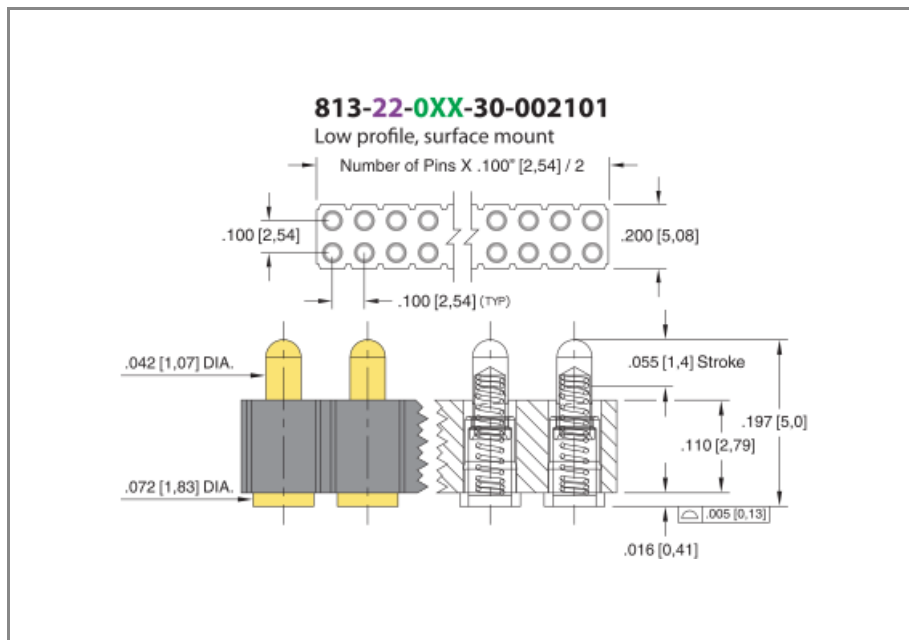 813-22-0XX-30-002101
Low profile, surface mount
Number of Pins X .100" [2,54] / 2
.100 [2,54]
.200 [5,08]
.100 [2,54] (TYP)
.042 [1,07] DIA.
.055 [1,4] Stroke
.197 [5,0]
.110 [2,79]
.072 [1,83] DIA.
.005 [0,13]
.016 [0,41]